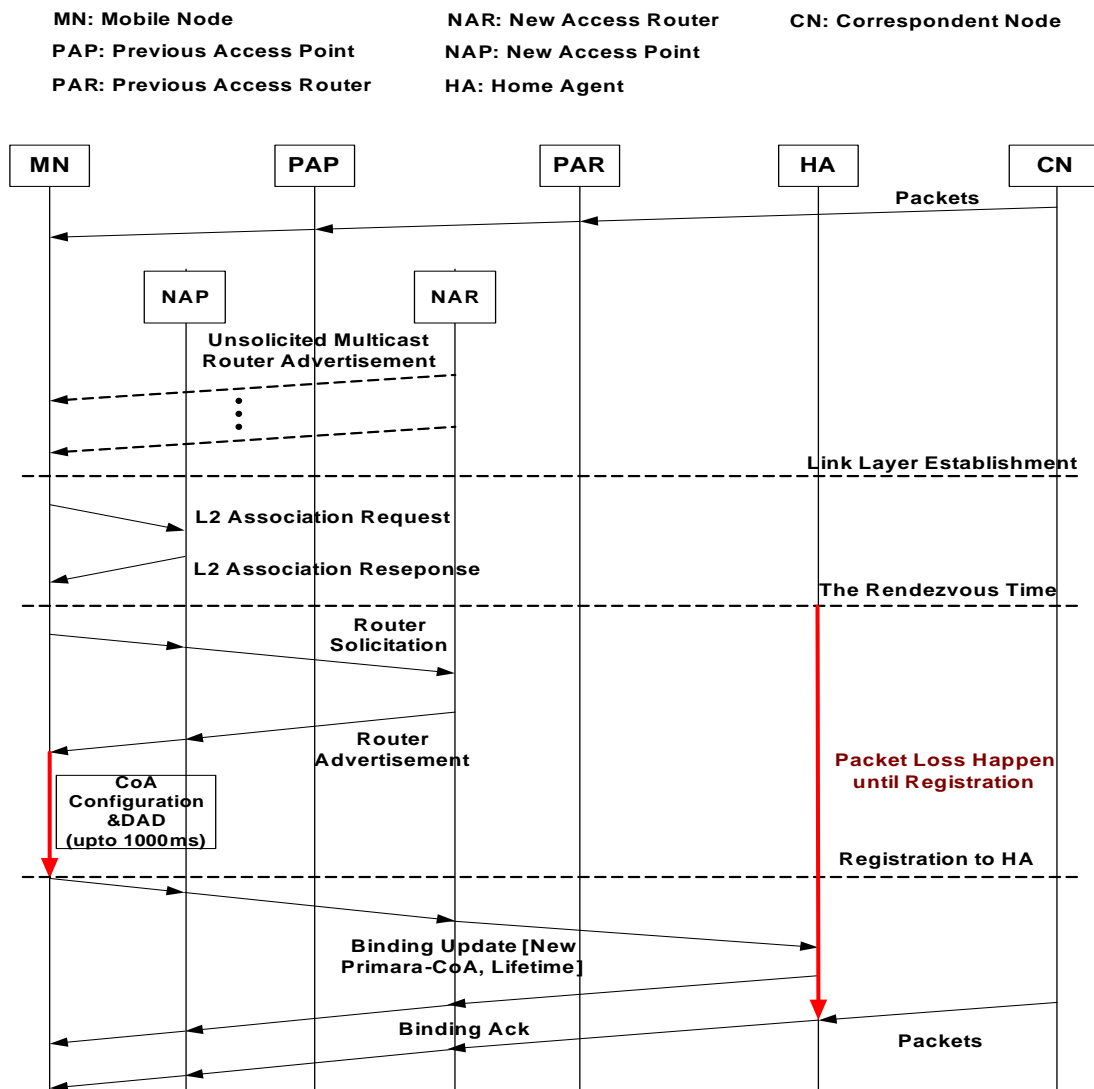 MN: Mobile Node
NAR: New Access Router
CN: Correspondent Node
PAP: Previous Access Point
NAP: New Access Point
PAR: Previous Access Router
HA: Home Agent
MN
PAP
PAR
HA
CN
Packets
NAP
NAR
Unsolicited Multicast
Router Advertisement
Link Layer Establishment
L2 Association Request
L2 Association Reseponse
The Rendezvous Time
Router
Solicitation
Router
Advertisement
Packet Loss Happen
until Registration
CoA
Configuration
&DAD
(upto 1000ms)
Registration to HA
Binding Update [New
Primara-CoA, Lifetime]
Binding Ack
Packets